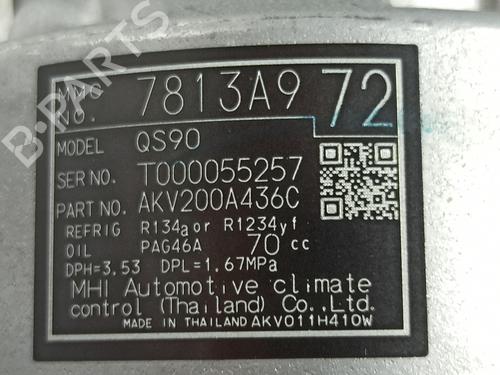 B-PARTS
MMC NO. 7813A9 72
MODEL QS90
SER NO. T000055257
PART NO. AKV200A436C
REFRIG R134a or R1234yf
OIL PAG46A 70 cc
DPH=3.53 DPL=1.67MPa
MHI Automotive climate
control (Thailand) Co., Ltd.
MADE IN THAILAND AKV011H410W